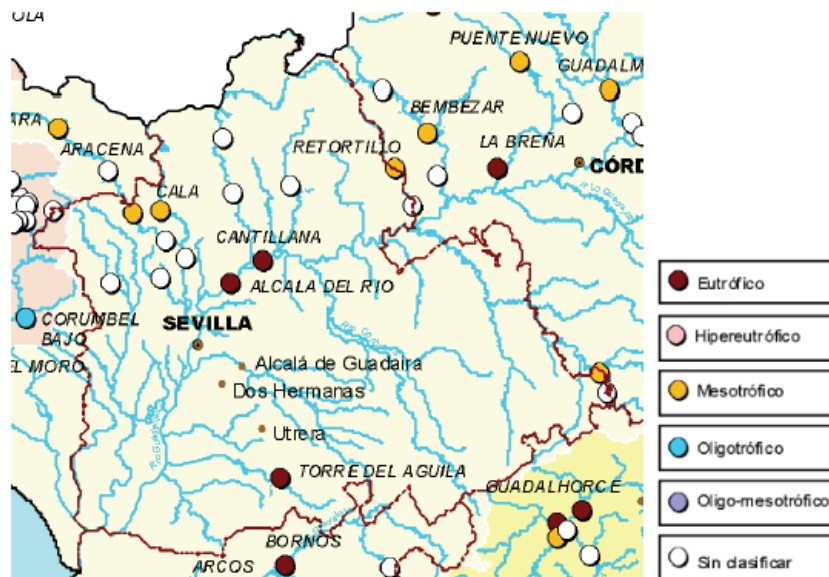 OLA
PUENTE NUEVO
GUADALM
BEMBÉZAR
ARA
ARACENA
RETORTILLO
LA BREÑA
CÓRD
CALA
CANTILLANA
ALCALA DEL RIO
CORUMBEL
BAJO
SEVILLA
EL MORO
Alcalá de Guadaira
Dos Hermanas
Utrera
TORRE DEL AGUILA
GUADALHORCE
BORNOS
ARCOS
Eutrófico
Hipereutrófico
Mesotrófico
Oligotrófico
Oligo-mesotrófico
Sin clasificar